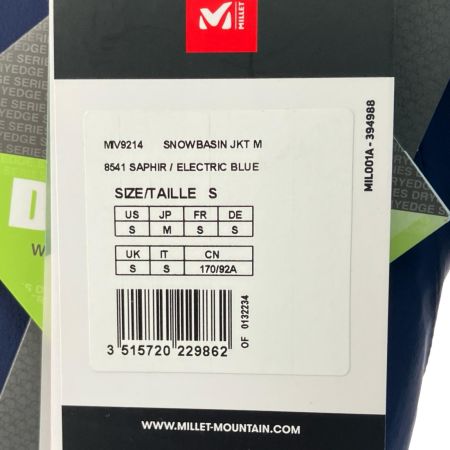 MILLET
MIV9214 SNOWBASIN JKT M
8541 SAPHIR / ELECTRIC BLUE
SIZE/TAILLE S
US JP FR DE
S M S S
UK IT CN
S S 170/92A
3 515720 229862
OF 0132234
MIL001A - 394988
WWW.MILLET-MOUNTAIN.COM
DRYEDGE SERIES